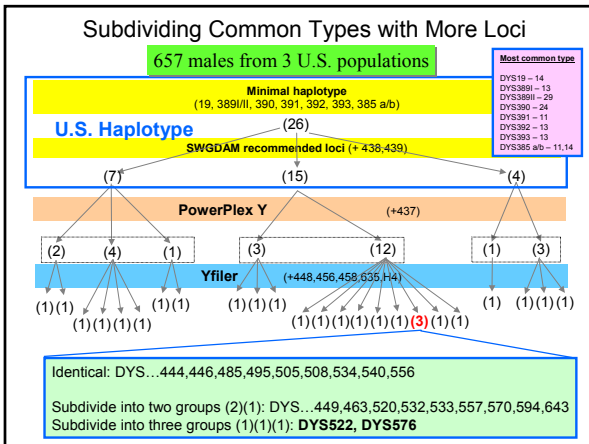 Subdividing Common Types with More Loci
657 males from 3 U.S. populations
Most common type
DYS19 – 14
DYS389I – 13
DYS389II – 29
DYS390 – 24
DYS391 – 11
DYS392 – 13
DYS393 – 13
DYS385 a/b – 11,14
Minimal haplotype
(19, 389I/II, 390, 391, 392, 393, 385 a/b)
U.S. Haplotype
(26)
SWGDAM recommended loci (+ 438,439)
(7) (15) (4)
PowerPlex Y (+437)
(2) (4) (1) (3) (12) (1) (3)
Yfiler (+448,456,458,635,H4)
(1)(1) (1)(1)(1)(1) (1)(1) (1)(1)(1) (1) (1)(1)(1)
(1)(1)(1)(1)(1)(1)(1)(3)(1)(1)
Identical: DYS…444,446,485,495,505,508,534,540,556
Subdivide into two groups (2)(1): DYS…449,463,520,532,533,557,570,594,643
Subdivide into three groups (1)(1)(1): DYS522, DYS576